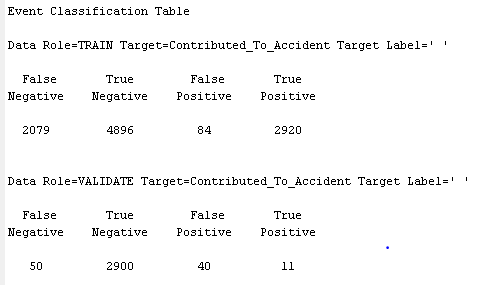 Event Classification Table
Data Role=TRAIN Target=Contributed_To_Accident Target Label=' '
False True False True
Negative Negative Positive Positive
2079 4896 84 2920
Data Role=VALIDATE Target=Contributed_To_Accident Target Label=' '
False True False True
Negative Negative Positive Positive
50 2900 40 11